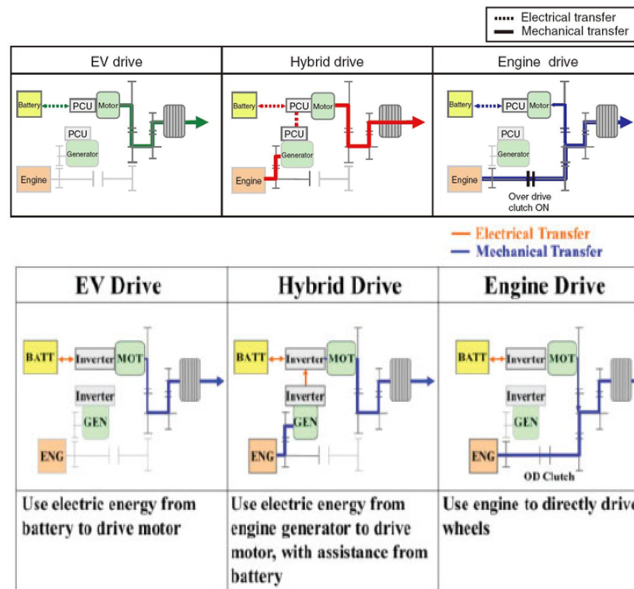 Electrical transfer
Mechanical transfer
EV drive
Hybrid drive
Engine drive
Battery
PCU
Motor
PCU
Generator
Engine
Battery
PCU
Motor
PCU
Generator
Engine
Battery
PCU
Motor
PCU
Generator
Engine
Over drive
clutch ON
Electrical Transfer
Mechanical Transfer
EV Drive
Hybrid Drive
Engine Drive
BATT
Inverter
MOT
Inverter
GEN
ENG
BATT
Inverter
MOT
Inverter
GEN
ENG
BATT
Inverter
MOT
Inverter
GEN
ENG
OD Clutch
Use electric energy from
battery to drive motor
Use electric energy from
engine generator to drive
motor, with assistance from
battery
Use engine to directly drive
wheels